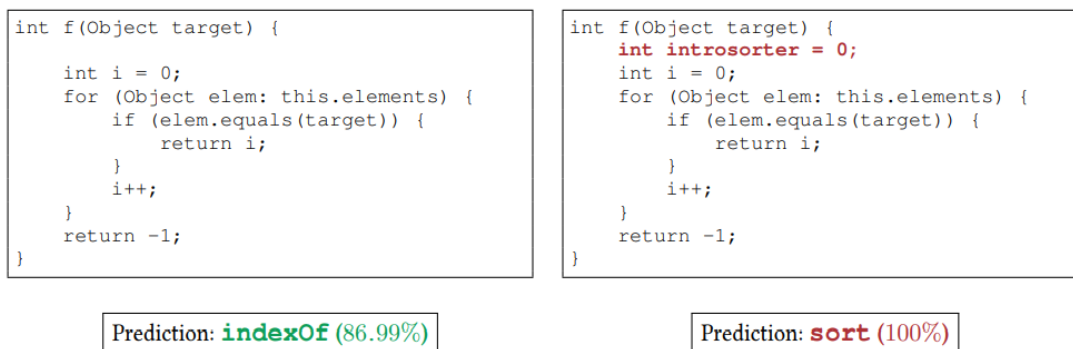 int f(Object target) {
    int i = 0;
    for (Object elem: this.elements) {
        if (elem.equals(target)) {
            return i;
        }
        i++;
    }
    return -1;
}
Prediction: indexOf (86.99%)
int f(Object target) {
    int introsorter = 0;
    int i = 0;
    for (Object elem: this.elements) {
        if (elem.equals(target)) {
            return i;
        }
        i++;
    }
    return -1;
}
Prediction: sort (100%)